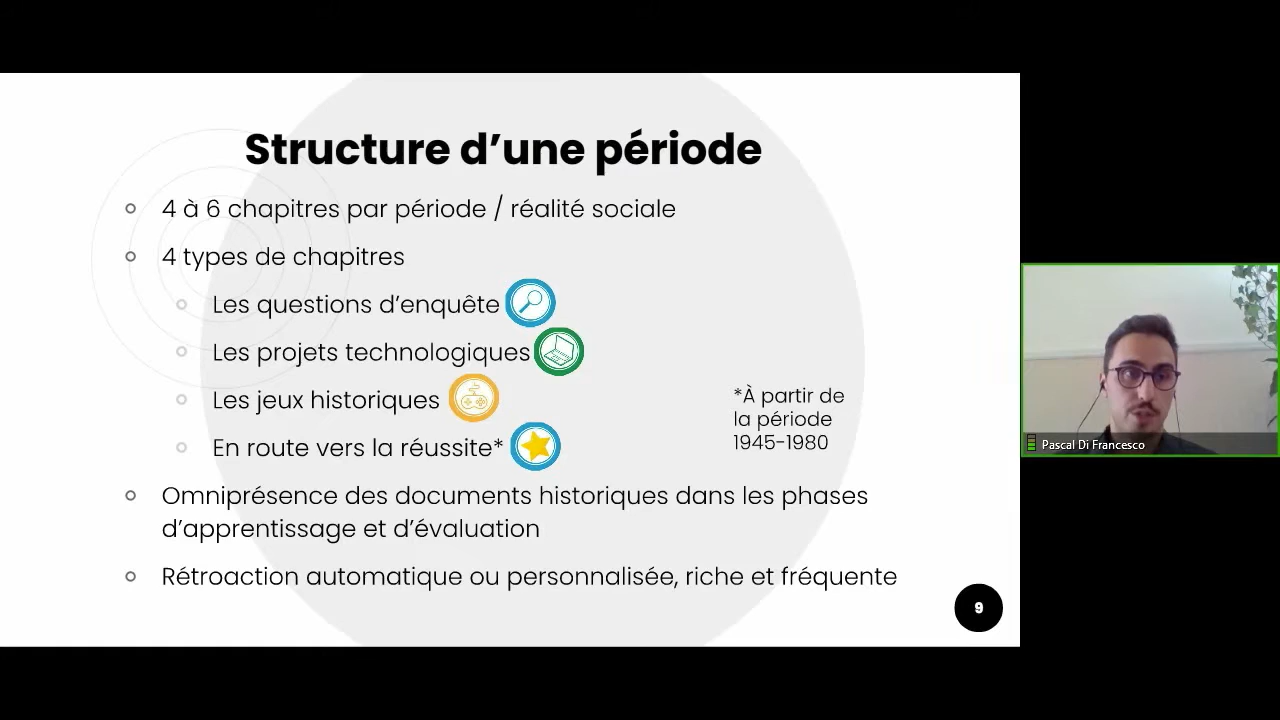 Structure d’une période
4 à 6 chapitres par période / réalité sociale
4 types de chapitres
Les questions d’enquête
Les projets technologiques
Les jeux historiques
En route vers la réussite*
*À partir de
la période
1945-1980
Omniprésence des documents historiques dans les phases
d’apprentissage et d’évaluation
Rétroaction automatique ou personnalisée, riche et fréquente
9
Pascal Di Francesco